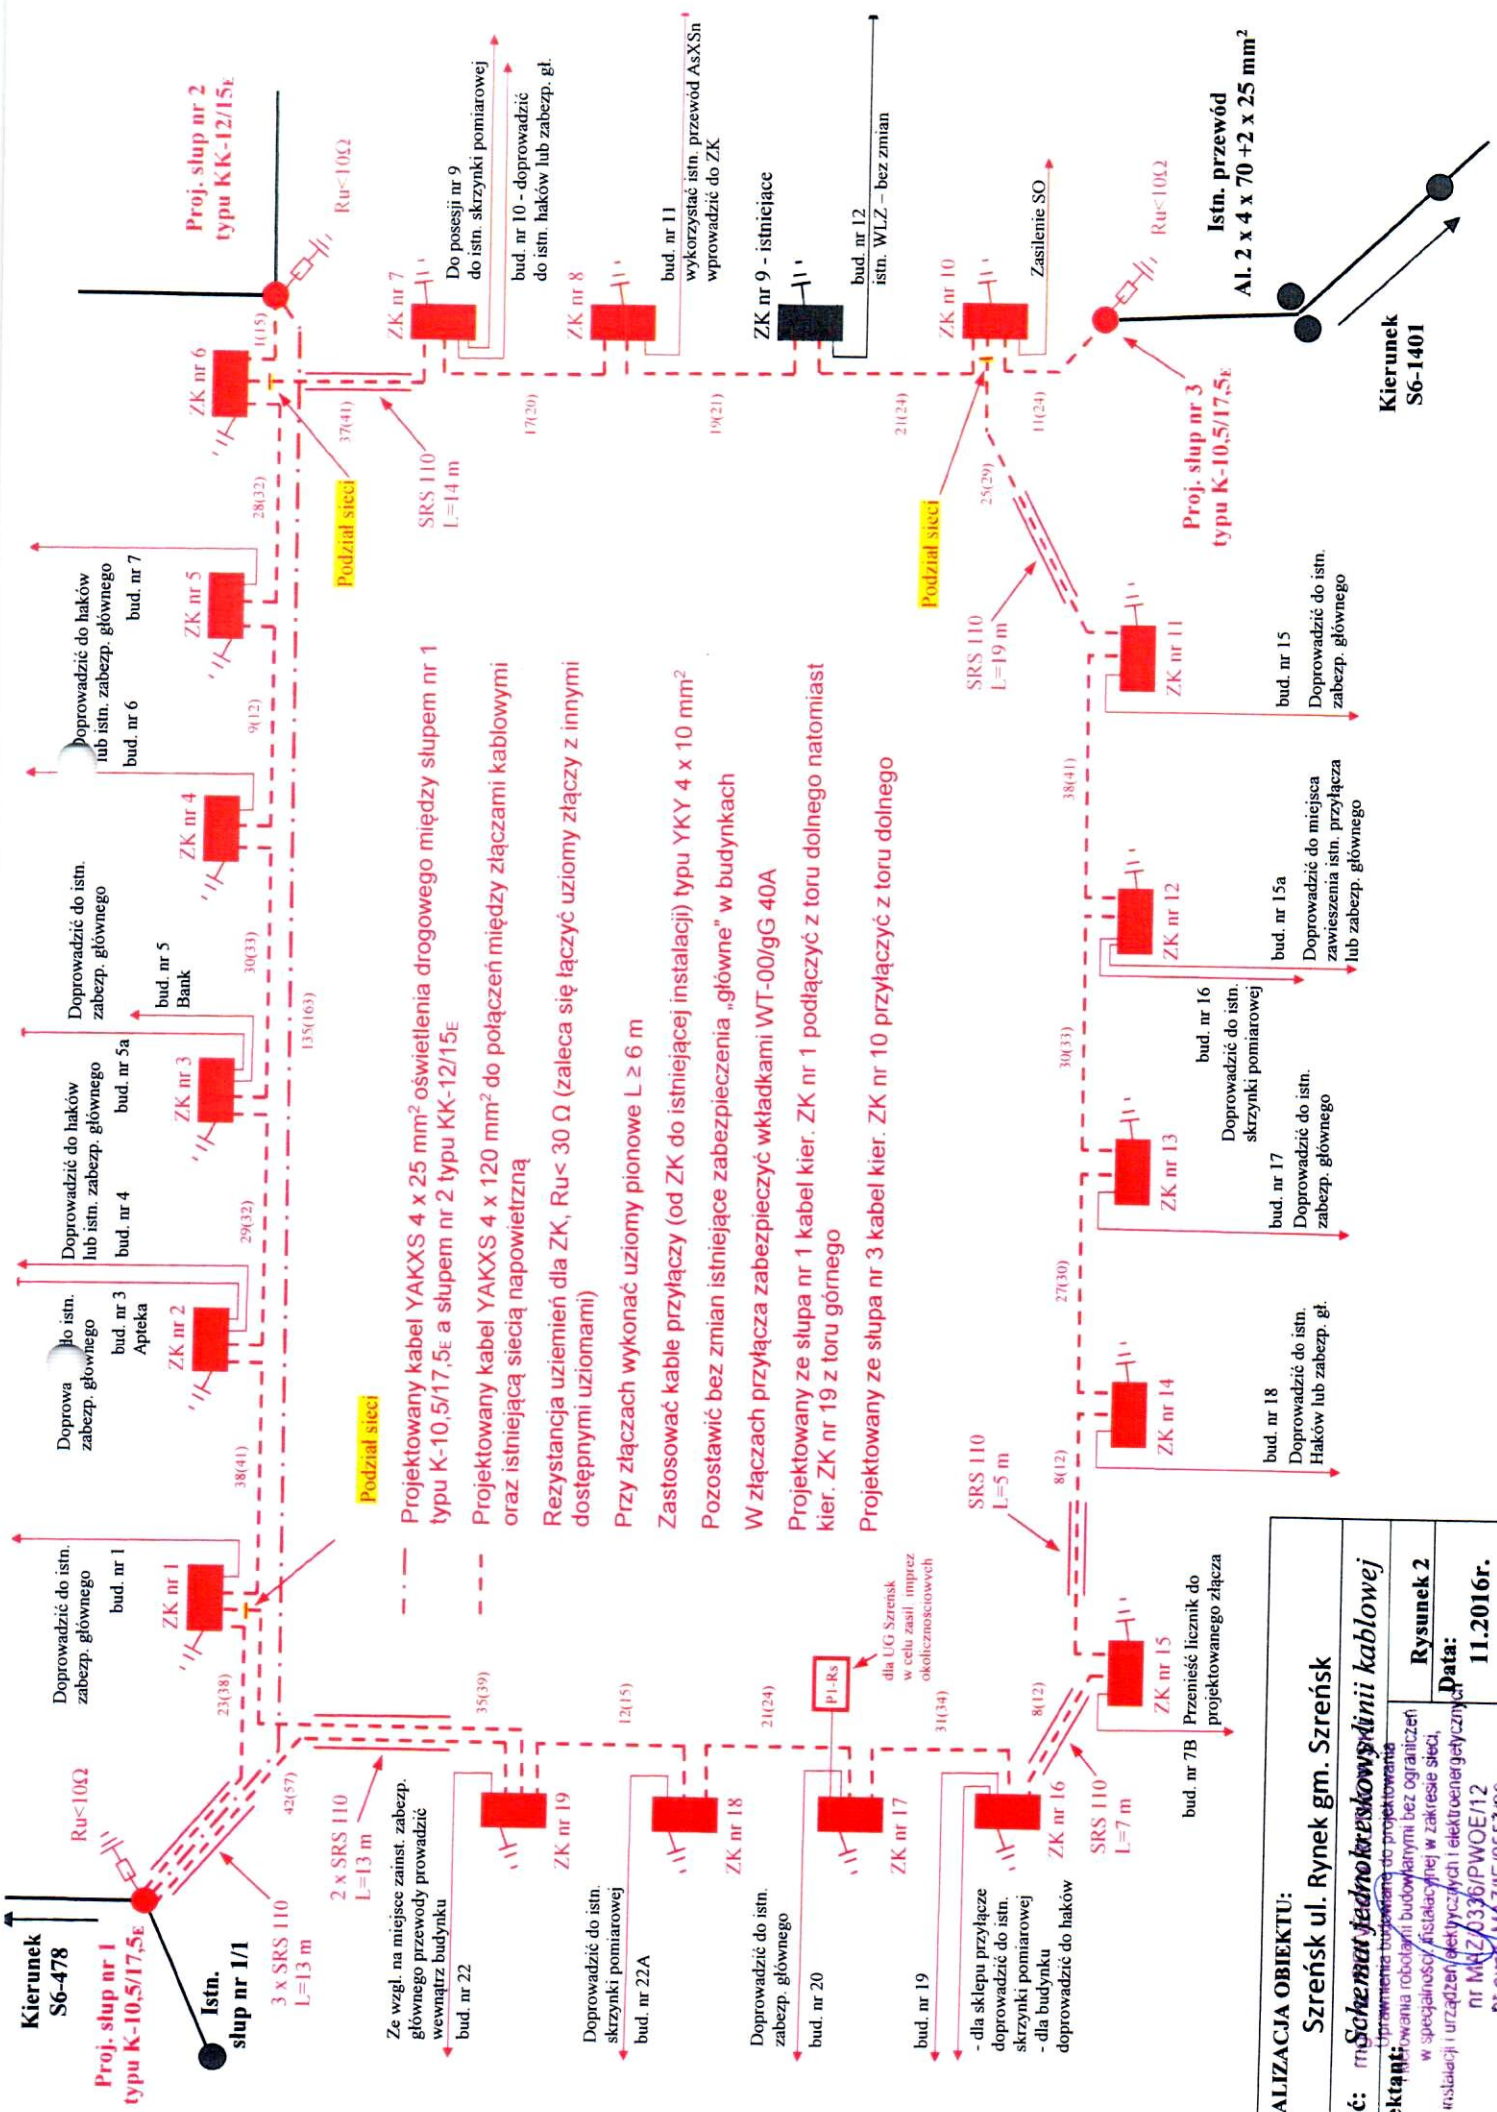 Kierunek
S6-478
Proj. słup nr 1
typu K-10,5/17,5E
Ru<10Ω
Istn.
słup nr 1/1
3 x SRS 110
L=13 m
42(57)
23(38)
Doprowadzić do istn.
zabezp. głównego
bud. nr 1
ZK nr 1
38(41)
Podział sieci
Doprowa
do istn.
zabezp. głównego
bud. nr 3
Apteka
ZK nr 2
Doprowadzić do haków
lub istn. zabezp. głównego
bud. nr 4
bud. nr 5a
29(32)
ZK nr 3
Doprowadzić do istn.
zabezp. głównego
bud. nr 5
Bank
30(33)
135(163)
ZK nr 4
Doprowadzić do haków
lub istn. zabezp. głównego
bud. nr 6
bud. nr 7
9(12)
ZK nr 5
28(32)
ZK nr 6
1(15)
Proj. słup nr 2
typu KK-12/15E
Ru<10Ω
Podział sieci
37(41)
SRS 110
L=14 m
ZK nr 7
Do posesji nr 9
do istn. skrzynki pomiarowej
bud. nr 10 - doprowadzić
do istn. haków lub zabezp. gł.
17(20)
ZK nr 8
bud. nr 11
wykorzystać istn. przewód AsXSn
wprowadzić do ZK
19(21)
ZK nr 9 - istniejące
bud. nr 12
istn. WLZ – bez zmian
21(24)
Podział sieci
ZK nr 10
Zasilenie SO
11(24)
Ru<10Ω
Proj. słup nr 3
typu K-10,5/17,5E
Istn. przewód
Al. 2 x 4 x 70 +2 x 25 mm²
Kierunek
S6-1401
25(29)
SRS 110
L=19 m
ZK nr 11
bud. nr 15
Doprowadzić do istn.
zabezp. głównego
38(41)
ZK nr 12
bud. nr 15a
Doprowadzić do miejsca
zawieszenia istn. przyłącza
lub zabezp. głównego
bud. nr 16
Doprowadzić do istn.
skrzynki pomiarowej
30(33)
ZK nr 13
bud. nr 17
Doprowadzić do istn.
zabezp. głównego
27(30)
ZK nr 14
bud. nr 18
Doprowadzić do istn.
Haków lub zabezp. gł.
8(12)
SRS 110
L=5 m
ZK nr 15
bud. nr 7B Przenieść licznik do
projektowanego złącza
8(12)
SRS 110
L=7 m
ZK nr 16
bud. nr 19
- dla sklepu przyłącze
doprowadzić do istn.
skrzynki pomiarowej
- dla budynku
doprowadzić do haków
31(34)
ZK nr 17
P1-Rs
dla UG Szreńsk
w celu zasil. imprez
okolicznościowych
Doprowadzić do istn.
zabezp. głównego
bud. nr 20
21(24)
ZK nr 18
Doprowadzić do istn.
skrzynki pomiarowej
bud. nr 22A
12(15)
ZK nr 19
Ze wzgl. na miejsce zainst. zabezp.
głównego przewody prowadzić
wewnątrz budynku
bud. nr 22
35(39)
2 x SRS 110
L=13 m
Projektowany kabel YAKXS 4 x 25 mm² oświetlenia drogowego między słupem nr 1
typu K-10,5/17,5E a słupem nr 2 typu KK-12/15E
Projektowany kabel YAKXS 4 x 120 mm² do połączeń między złączami kablowymi
oraz istniejącą siecią napowietrzną
Rezystancja uziemień dla ZK, Ru< 30 Ω (zaleca się łączyć uziomy złączy z innymi
dostępnymi uziomami)
Przy złączach wykonać uziomy pionowe L ≥ 6 m
Zastosować kable przyłączy (od ZK do istniejącej instalacji) typu YKY 4 x 10 mm²
Pozostawić bez zmian istniejące zabezpieczenia „główne” w budynkach
W złączach przyłącza zabezpieczyć wkładkami WT-00/gG 40A
Projektowany ze słupa nr 1 kabel kier. ZK nr 1 podłączyć z toru dolnego natomiast
kier. ZK nr 19 z toru górnego
Projektowany ze słupa nr 3 kabel kier. ZK nr 10 przyłączyć z toru dolnego
ALIZACJA OBIEKTU:
Szreńsk ul. Rynek gm. Szreńsk
ć: Schemat jednokreskowy linii kablowej
ektant:
Uprawnienia budowlane do projektowania
i kierowania robotami budowlanymi bez ograniczeń
w specjalności instalacyjnej w zakresie sieci,
instalacji i urządzeń elektrycznych i elektroenergetycznych
nr MAZ/0336/PWOE/12
Rysunek 2
Data:
11.2016r.